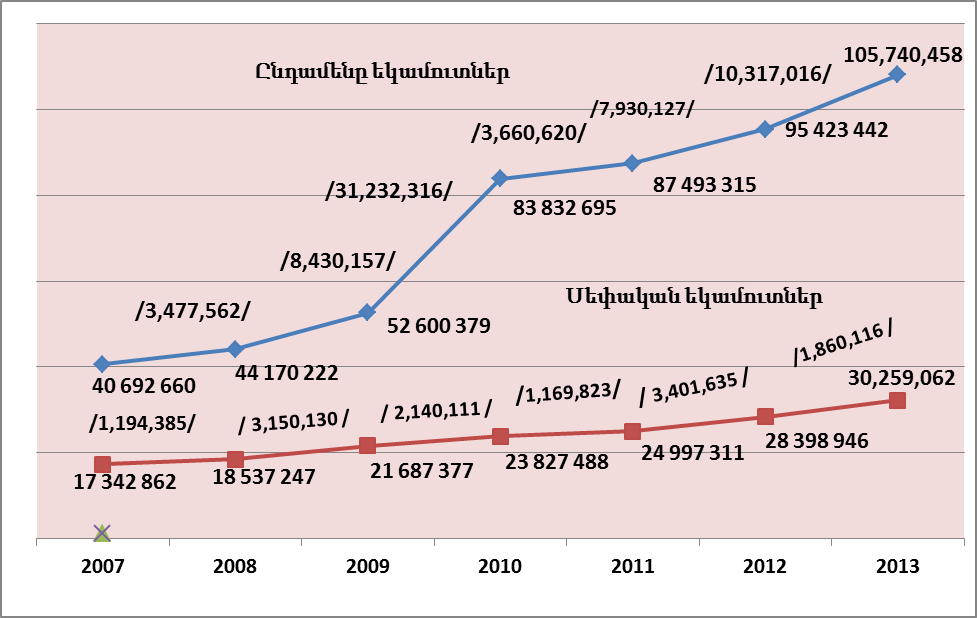 105,740,458
Ընդամենը եկամուտներ
/10,317,016/
/7,930,127/
95 423 442
/3,660,620/
87 493 315
/31,232,316/
83 832 695
/8,430,157/
Սեփական եկամուտներ
/3,477,562/
52 600 379
/1,860,116 /
44 170 222
40 692 660
30,259,062
/ 3,401,635 /
/1,169,823/
/ 2,140,111/
/ 3,150,130 /
/1,194,385/
28 398 946
24 997 311
23 827 488
21 687 377
18 537 247
17 342 862
2007 2008 2009 2010 2011 2012 2013